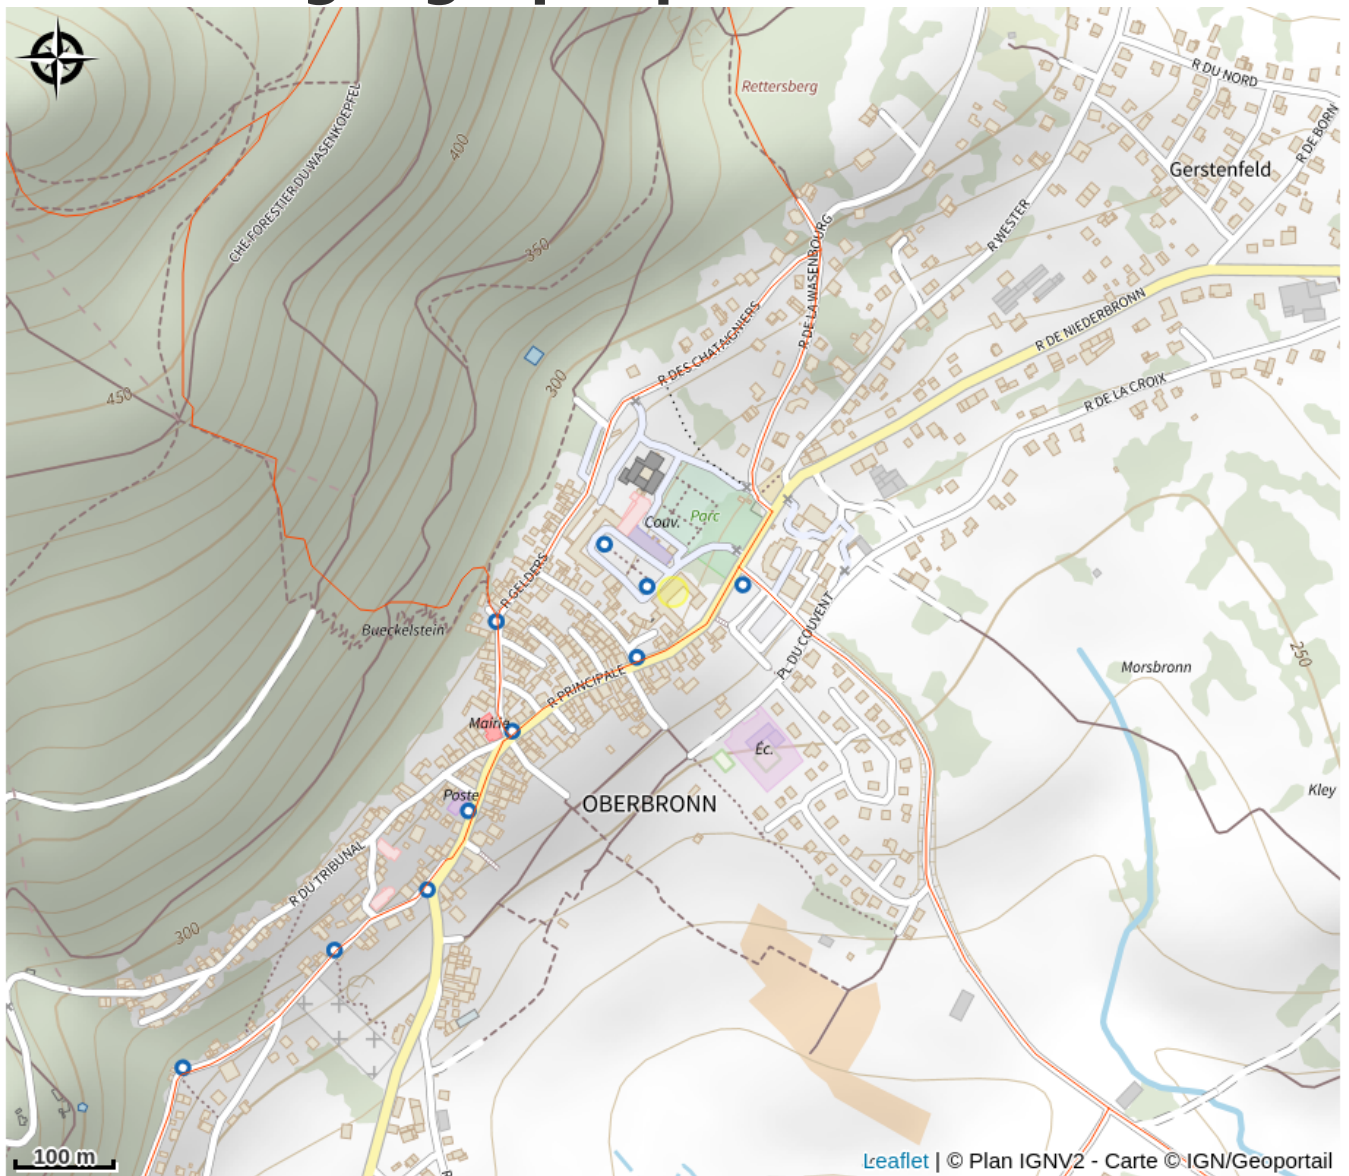 R DU NORD
Rettersberg
CHE FORESTIER DU WASENKOEPFEL
R DE BORN
400
Gerstenfeld
R DE LA WASENBOURG
R WESTER
350
R DE NIEDERBRONN
R DES CHATAIGNIERS
300
R DE LA CROIX
450
Parc
Couv.
R GELDERS
Bueckelstein
PL DU COUVENT
250
Morsbronn
R PRINCIPALE
Mairie
Éc.
Poste
OBERBRONN
Kley
R DU TRIBUNAL
300
100 m
R
Leaflet | © Plan IGNV2 - Carte © IGN/Geoportail